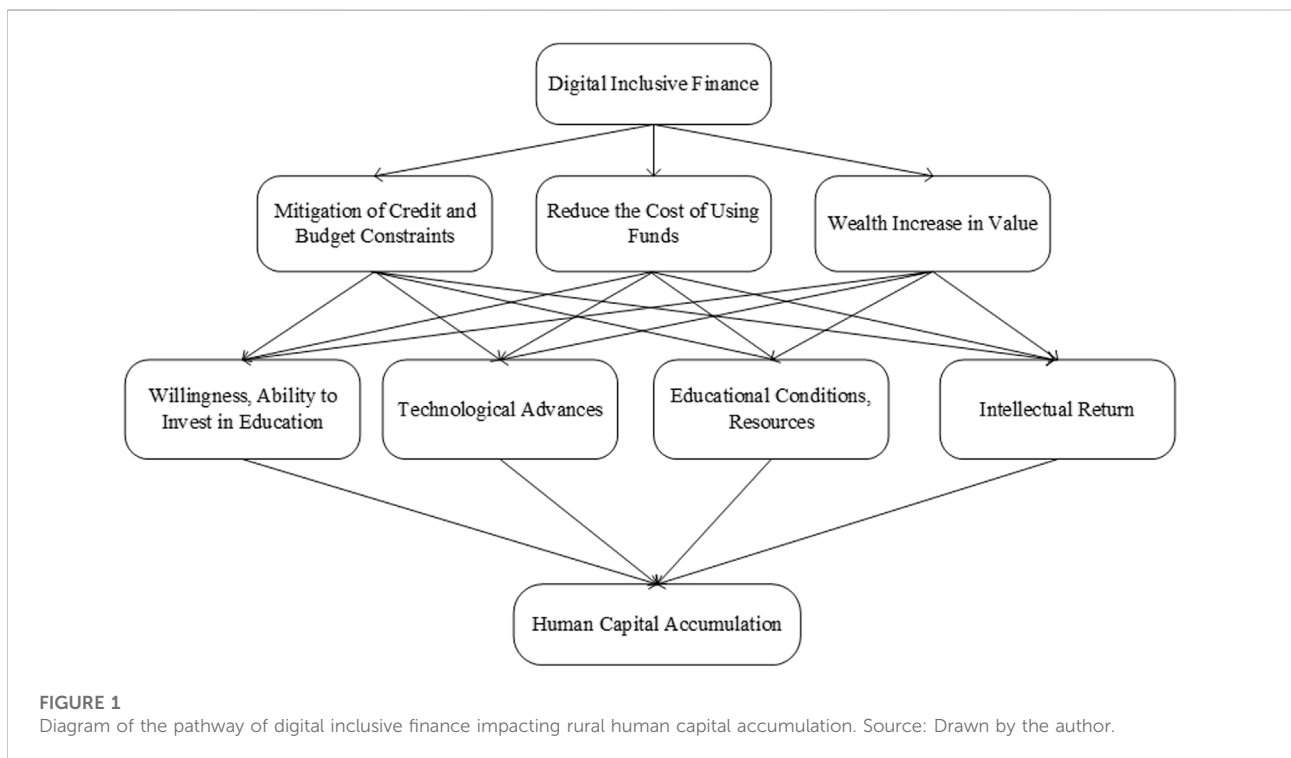 Digital Inclusive Finance
Mitigation of Credit and
Budget Constraints
Reduce the Cost of Using
Funds
Wealth Increase in Value
Willingness, Ability to
Invest in Education
Technological Advances
Educational Conditions,
Resources
Intellectual Return
Human Capital Accumulation
FIGURE 1
Diagram of the pathway of digital inclusive finance impacting rural human capital accumulation. Source: Drawn by the author.